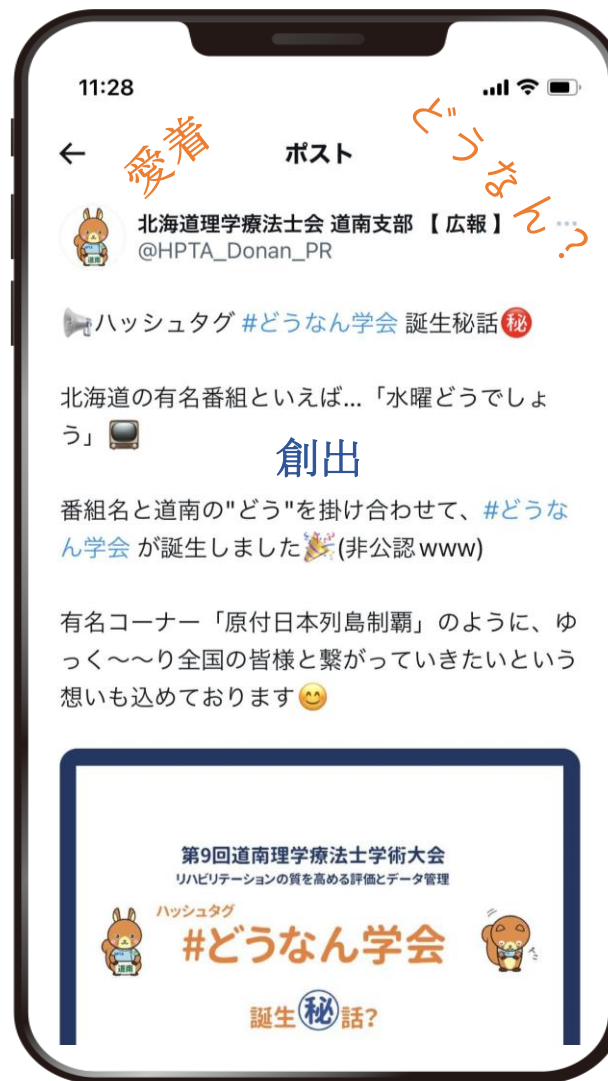 11:28
愛着
どうなん？
ポスト
北海道理学療法士会 道南支部 【 広報 】
@HPTA_Donan_PR
ハッシュタグ #どうなん学会 誕生秘話㊙
北海道の有名番組といえば...「水曜どうでしょ
う」
創出
番組名と道南の"どう"を掛け合わせて、#どうな
ん学会 が誕生しました (非公認www)
有名コーナー「原付日本列島制覇」のように、ゆ
っく〜〜り全国の皆様と繋がっていきたいという
想いも込めております
第9回道南理学療法士学術大会
リハビリテーションの質を高める評価とデータ管理
ハッシュタグ
#どうなん学会
道南
誕生㊙話?